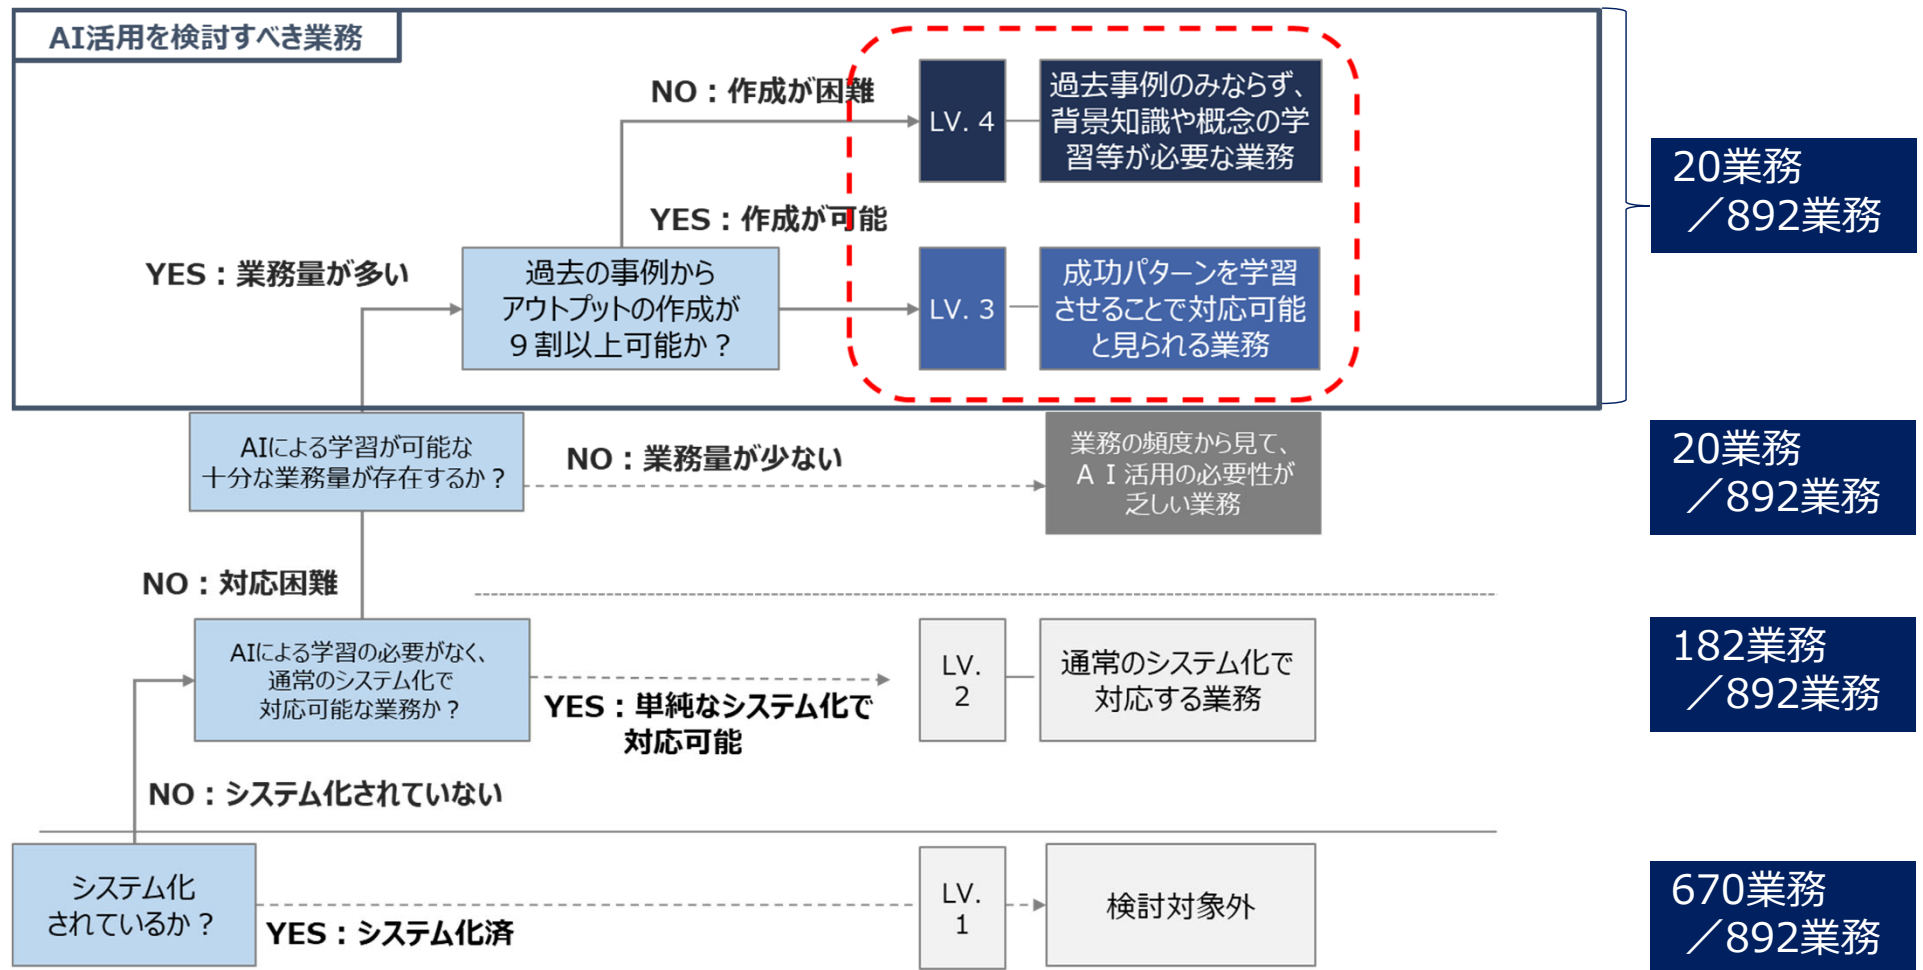 AI活用を検討すべき業務
NO：作成が困難
LV. 4
過去事例のみならず、
背景知識や概念の学
習等が必要な業務
20業務
／892業務
YES：作成が可能
YES：業務量が多い
過去の事例から
アウトプットの作成が
９割以上可能か？
LV. 3
成功パターンを学習
させることで対応可能
と見られる業務
AIによる学習が可能な
十分な業務量が存在するか？
NO：業務量が少ない
業務の頻度から見て、
ＡＩ活用の必要性が
乏しい業務
20業務
／892業務
NO：対応困難
AIによる学習の必要がなく、
通常のシステム化で
対応可能な業務か？
YES：単純なシステム化で
対応可能
LV.
2
通常のシステム化で
対応する業務
182業務
／892業務
NO：システム化されていない
システム化
されているか？
YES：システム化済
LV.
1
検討対象外
670業務
／892業務